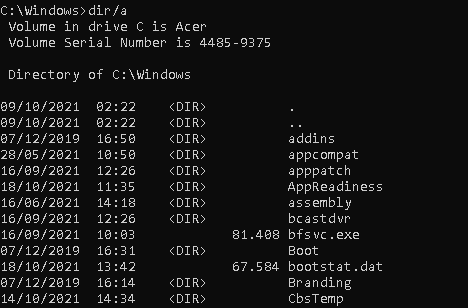 C:\Windows>dir/a
Volume in drive C is Acer
Volume Serial Number is 4485-9375
Directory of C:\Windows
09/10/2021  02:22    <DIR>          .
09/10/2021  02:22    <DIR>          ..
07/12/2019  16:50    <DIR>          addins
28/05/2021  10:50    <DIR>          appcompat
16/09/2021  12:26    <DIR>          apppatch
18/10/2021  11:35    <DIR>          AppReadiness
16/06/2021  14:18    <DIR>          assembly
16/09/2021  12:26    <DIR>          bcastdvr
16/09/2021  10:03            81.408 bfsvc.exe
07/12/2019  16:31    <DIR>          Boot
18/10/2021  13:42            67.584 bootstat.dat
07/12/2019  16:14    <DIR>          Branding
14/10/2021  14:34    <DIR>          CbsTemp